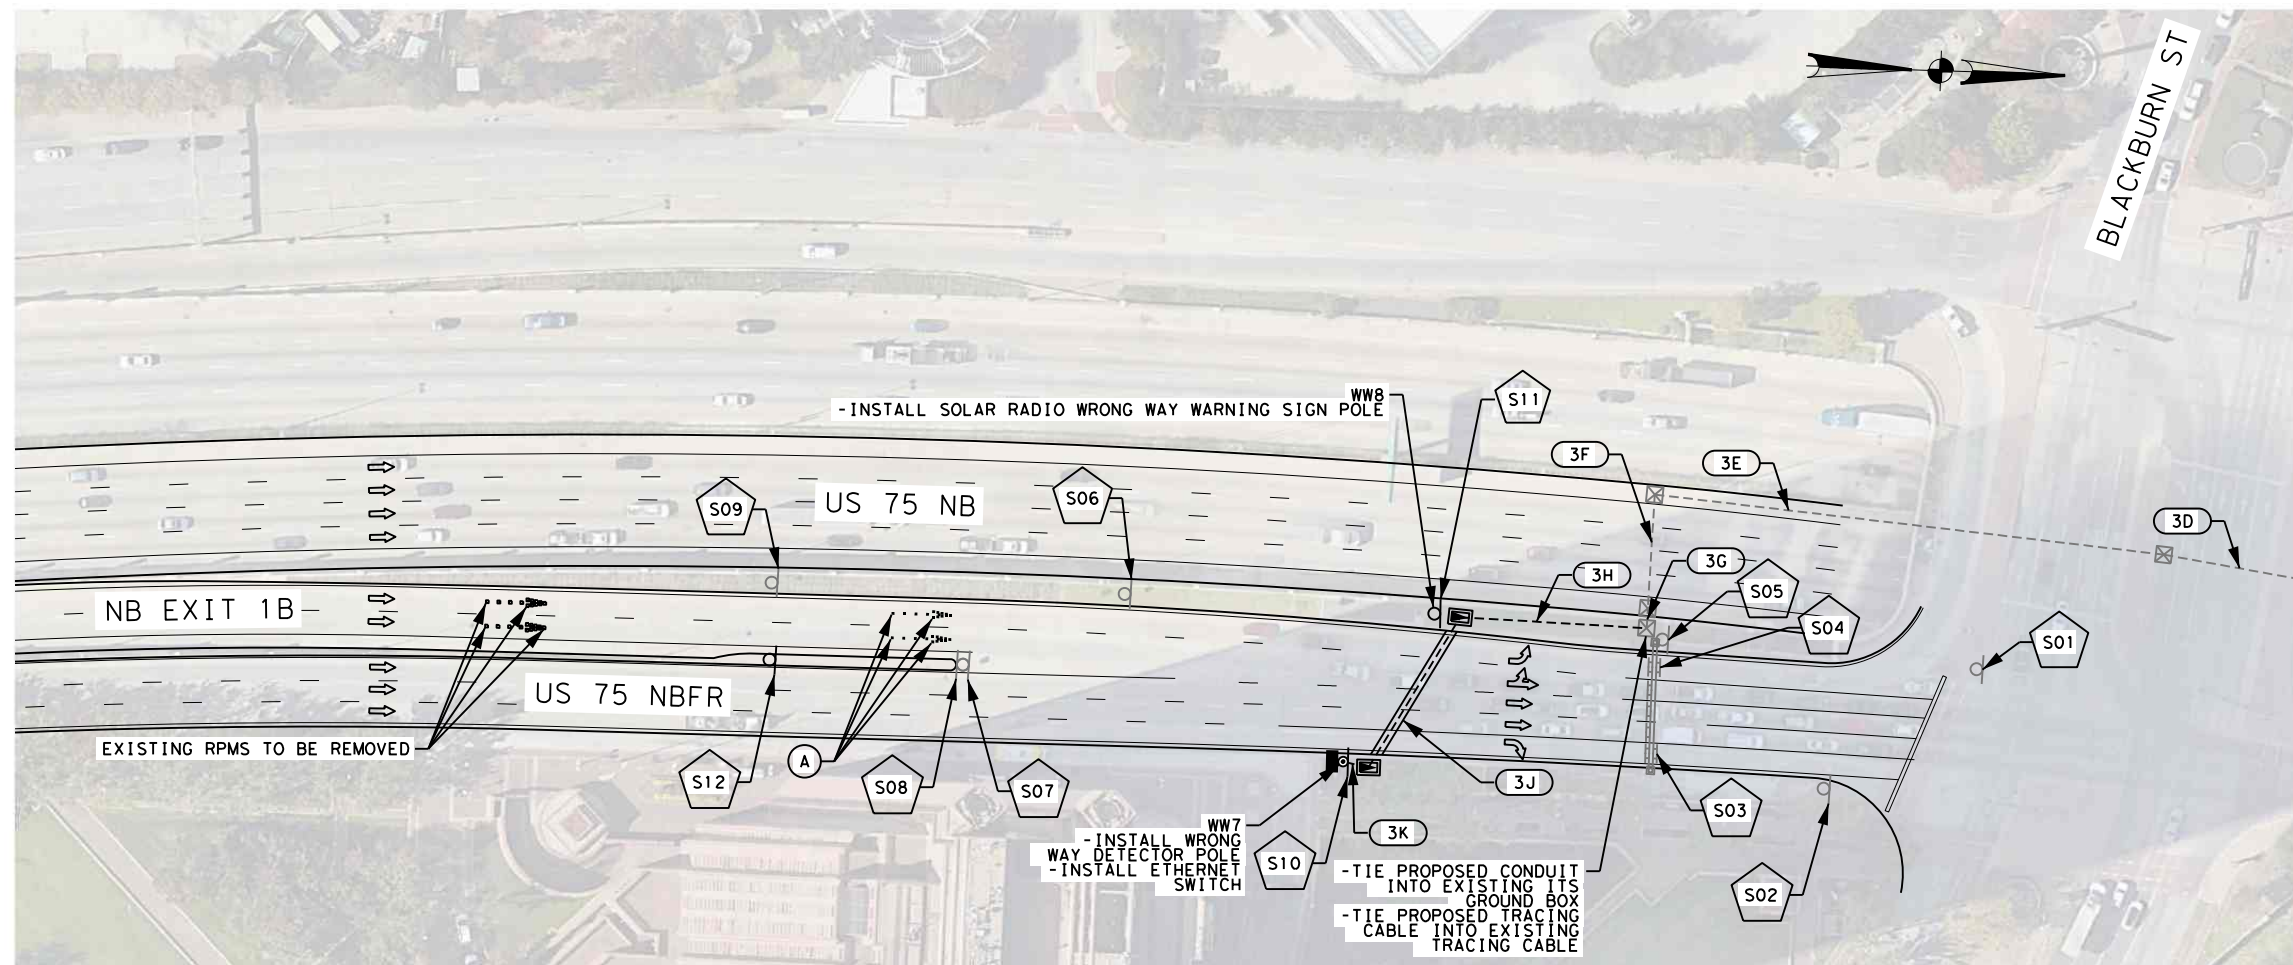 BLACKBURN ST
WW8
-INSTALL SOLAR RADIO WRONG WAY WARNING SIGN POLE
S11
3F
3E
3D
S09
US 75 NB
S06
3H
3G
S05
S04
S01
NB EXIT 1B
US 75 NBFR
EXISTING RPMS TO BE REMOVED
A
S12
S08
S07
3J
S03
S02
WW7
-INSTALL WRONG
WAY DETECTOR POLE
-INSTALL ETHERNET
SWITCH
S10
3K
-TIE PROPOSED CONDUIT
INTO EXISTING ITS
GROUND BOX
-TIE PROPOSED TRACING
CABLE INTO EXISTING
TRACING CABLE